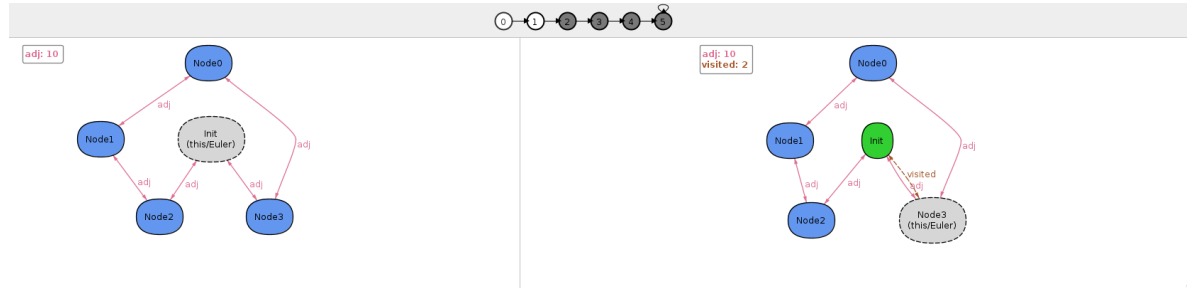 0 1 2 3 4 5
adj: 10
Node0
adj
adj
Node1
Init
(this/Euler)
adj
adj
adj
Node2
Node3
adj: 10
visited: 2
Node0
adj
adj
Node1
Init
visited
adj
adj
adj
Node2
Node3
(this/Euler)